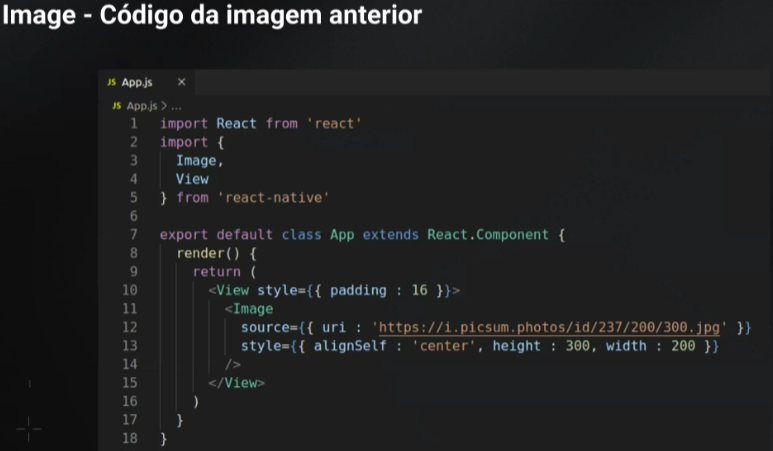 Image - Código da imagem anterior
JS App.js ×
JS App.js > ...
1 import React from 'react'
2 import {
3 Image,
4 View
5 } from 'react-native'
6
7 export default class App extends React.Component {
8 render() {
9 return (
10 <View style={{ padding : 16 }}>
11 <Image
12 source={{ uri : 'https://i.picsum.photos/id/237/200/300.jpg' }}
13 style={{ alignSelf : 'center', height : 300, width : 200 }}
14 />
15 </View>
16 )
17 }
18 }